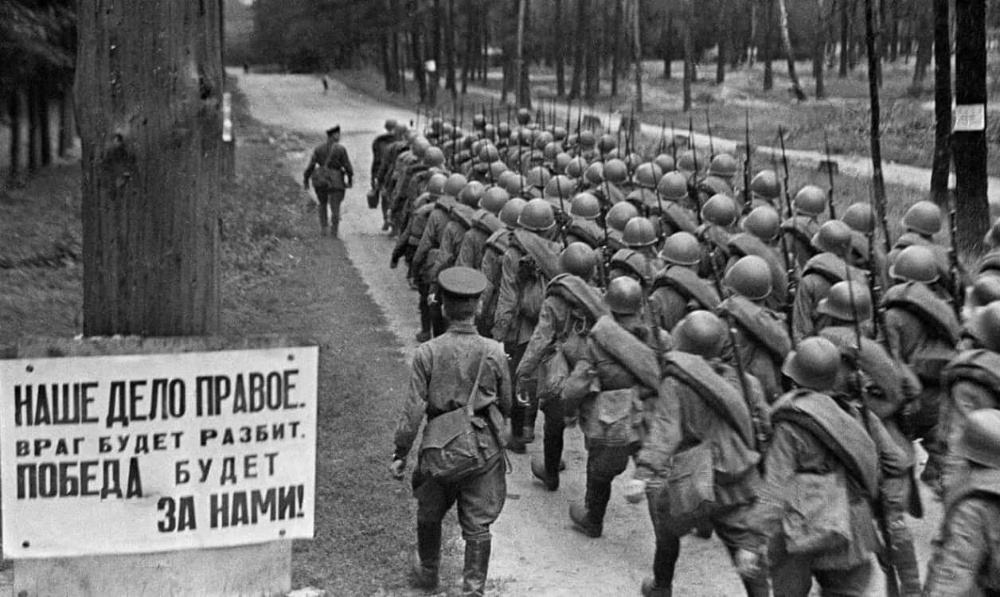 НАШЕ ДЕЛО ПРАВОЕ.
ВРАГ БУДЕТ РАЗБИТ.
ПОБЕДА БУДЕТ
ЗА НАМИ!